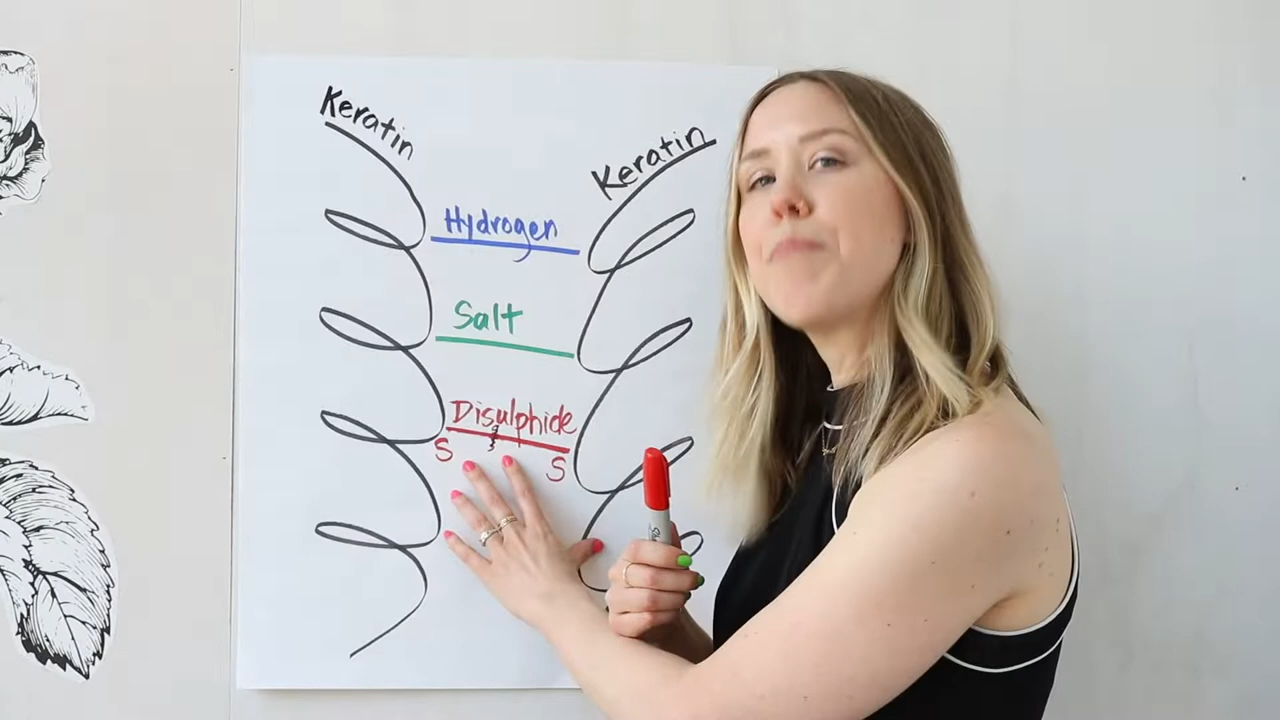 Keratin
Keratin
Hydrogen
Salt
Disulphide
S
S